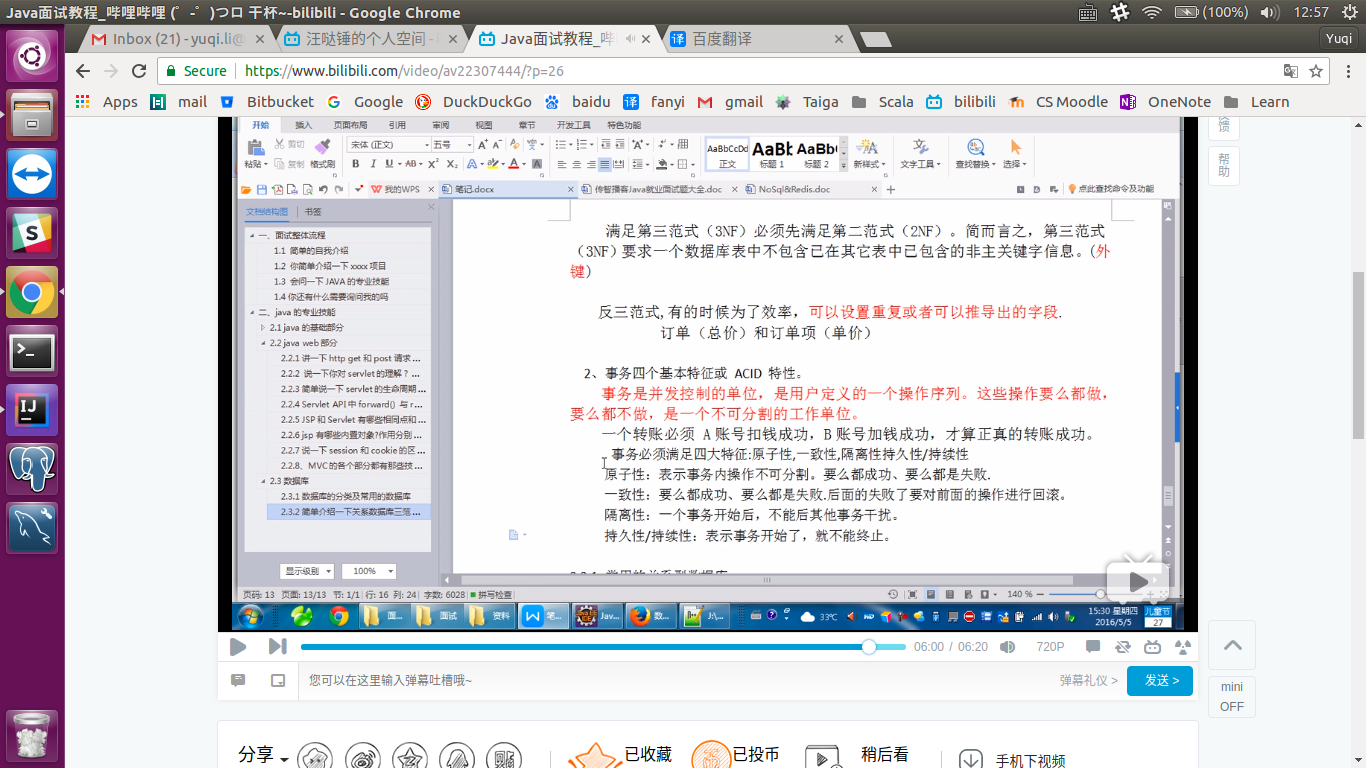 Java面试教程_哔哩哔哩 (゜-゜)つロ 干杯~-bilibili - Google Chrome
(100%)
12:57
Inbox (21) - yuqi.li@
汪哒锤的个人空间 -
Java面试教程_哔
百度翻译
Yuqi
Secure
https://www.bilibili.com/video/av22307444/?p=26
Apps
mail
Bitbucket
Google
DuckDuckGo
baidu
fanyi
gmail
Taiga
Scala
bilibili
CS Moodle
OneNote
Learn
开始 插入 页面布局 引用 审阅 视图 章节 开发工具 特色功能
粘贴 剪切 复制 格式刷
宋体 (正文) 五号
AaBbCcDd 正文
AaBb 标题 1
AaBb( 标题 2
新样式 文字工具 查找替换 选择
我的WPS
笔记.docx
传智播客Java就业面试题大全.doc
NoSql&Redis.doc
点此查找命令及功能
文档结构图 书签
一、面试整体流程
1.1 简单的自我介绍
1.2 你简单介绍一下 xxxx 项目
1.3 会问一下 JAVA 的专业技能
1.4 你还有什么需要询问我的吗
二、java 的专业技能
2.1 java 的基础部分
2.2 java web 部分
2.2.1 讲一下 http get 和 post 请求 ...
2.2.2 说一下你对 servlet 的理解？ ...
2.2.3 简单说一下 servlet 的生命周期 ...
2.2.4 Servlet API 中 forward() 与 r...
2.2.5 JSP 和 Servlet 有哪些相同点和 ...
2.2.6 jsp 有哪些内置对象?作用分别 ...
2.2.7 说一下 session 和 cookie 的区 ...
2.2.8、MVC 的各个部分都有那些技 ...
2.3 数据库
2.3.1 数据库的分类及常用的数据库
2.3.2 简单介绍一下关系数据库三范 ...
显示级别
100%
满足第三范式（3NF）必须先满足第二范式（2NF）。简而言之，第三范式
（3NF）要求一个数据库表中不包含已在其它表中已包含的非主关键字信息。（外
键）
反三范式,有的时候为了效率，可以设置重复或者可以推导出的字段.
订单（总价）和订单项（单价）
2、事务四个基本特征或 ACID 特性。
事务是并发控制的单位，是用户定义的一个操作序列。这些操作要么都做，
要么都不做，是一个不可分割的工作单位。
一个转账必须 A 账号扣钱成功，B 账号加钱成功，才算正真的转账成功。
事务必须满足四大特征:原子性,一致性,隔离性持久性/持续性
原子性：表示事务内操作不可分割。要么都成功、要么都是失败.
一致性：要么都成功、要么都是失败.后面的失败了要对前面的操作进行回滚。
隔离性：一个事务开始后，不能后其他事务干扰。
持久性/持续性：表示事务开始了，就不能终止。
页码: 13 页面: 13/13 节: 1/1 行: 16 列: 24 字数: 6028 拼写检查
140 %
面...
面试
资料
笔...
Jav...
数...
J:\...
33℃
15:30 星期四
2016/5/5
儿童节
27
06:00 / 06:20
720P
您可以在这里输入弹幕吐槽哦~
弹幕礼仪 >
发送 >
馈
帮助
mini
OFF
分享
已收藏
已投币
稍后看
手机下视频